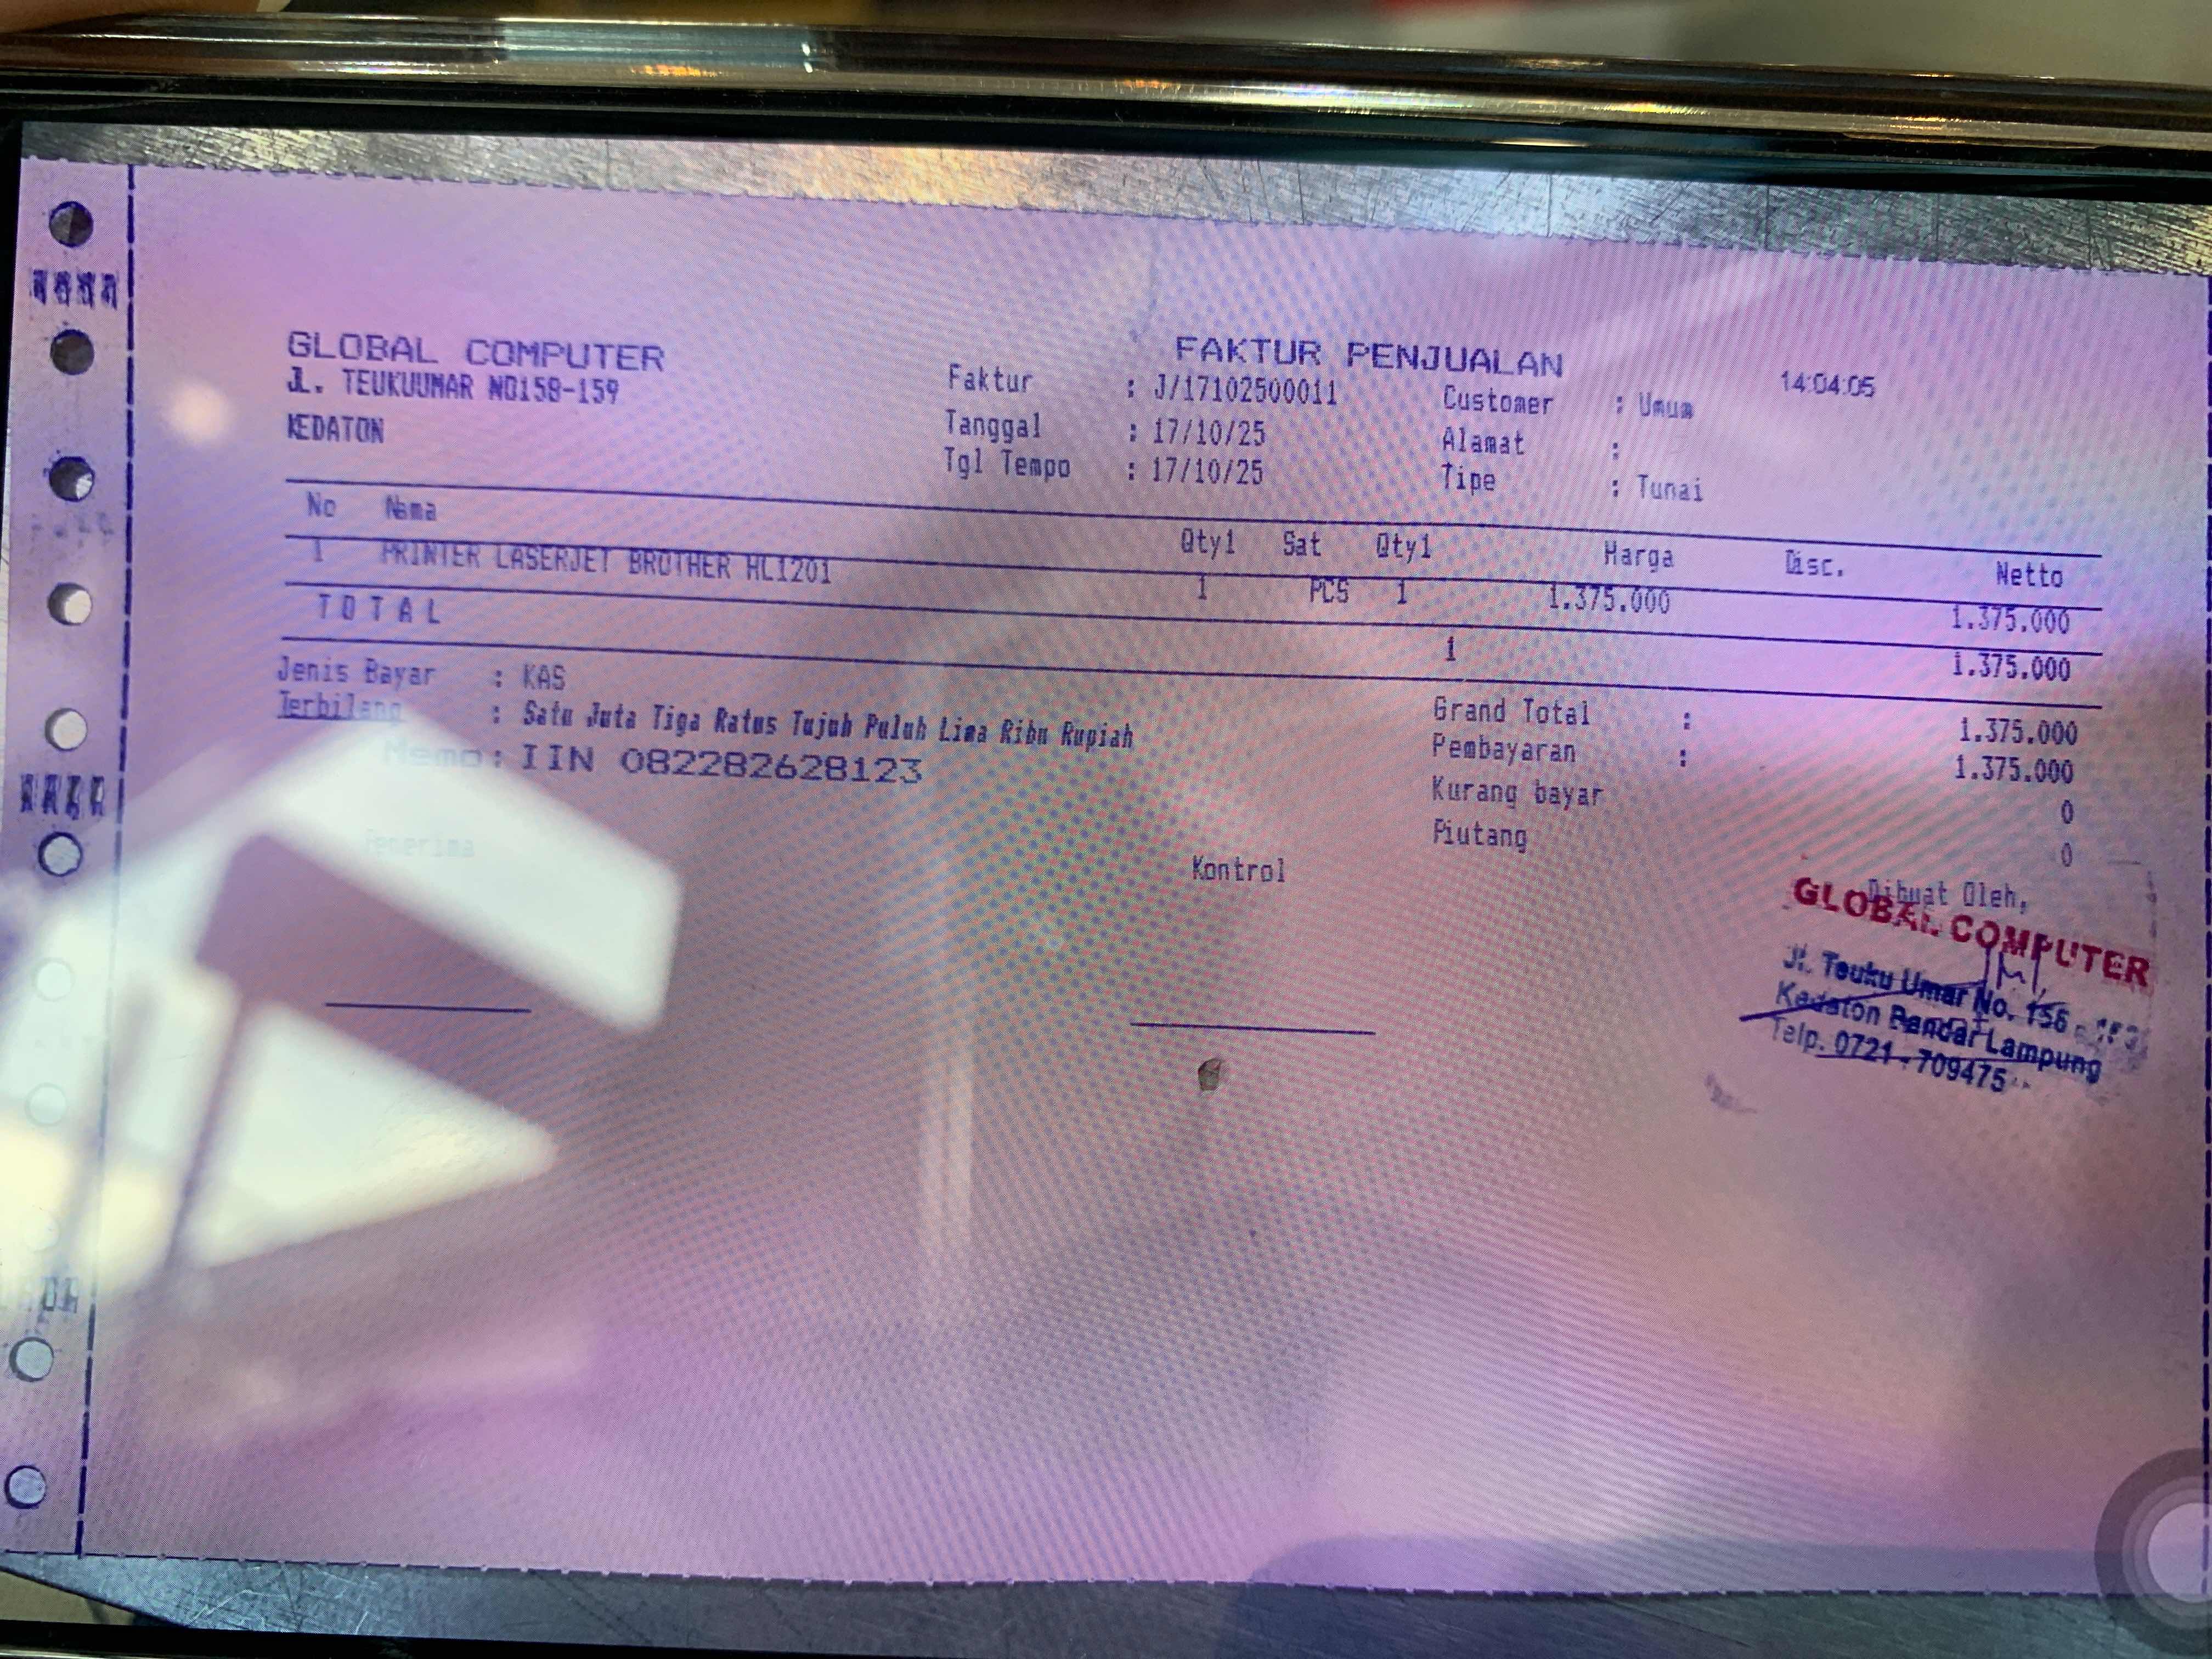 GLOBAL COMPUTER
JL. TEUKUUMAR NO158-159
KEDATON
FAKTUR PENJUALAN
14:04:05
Faktur : J/17102500011
Tanggal : 17/10/25
Tgl Tempo : 17/10/25
Customer : Umum
Alamat :
Tipe : Tunai
No Nama Qty1 Sat Qty1 Harga Disc. Netto
1 PRINTER LASERJET BROTHER HL1201 1 PCS 1 1.375.000 1.375.000
TOTAL 1 1.375.000
Jenis Bayar : KAS
Terbilang : Satu Juta Tiga Ratus Tujuh Puluh Lima Ribu Rupiah
Memo : IIN 082282628123
Grand Total : 1.375.000
Pembayaran : 1.375.000
Kurang bayar 0
Piutang 0
Penerima
Kontrol
Dibuat Oleh,
GLOBAL COMPUTER
Jl. Teuku Umar No. 156
Kedaton Bandar Lampung
Telp. 0721 - 709475